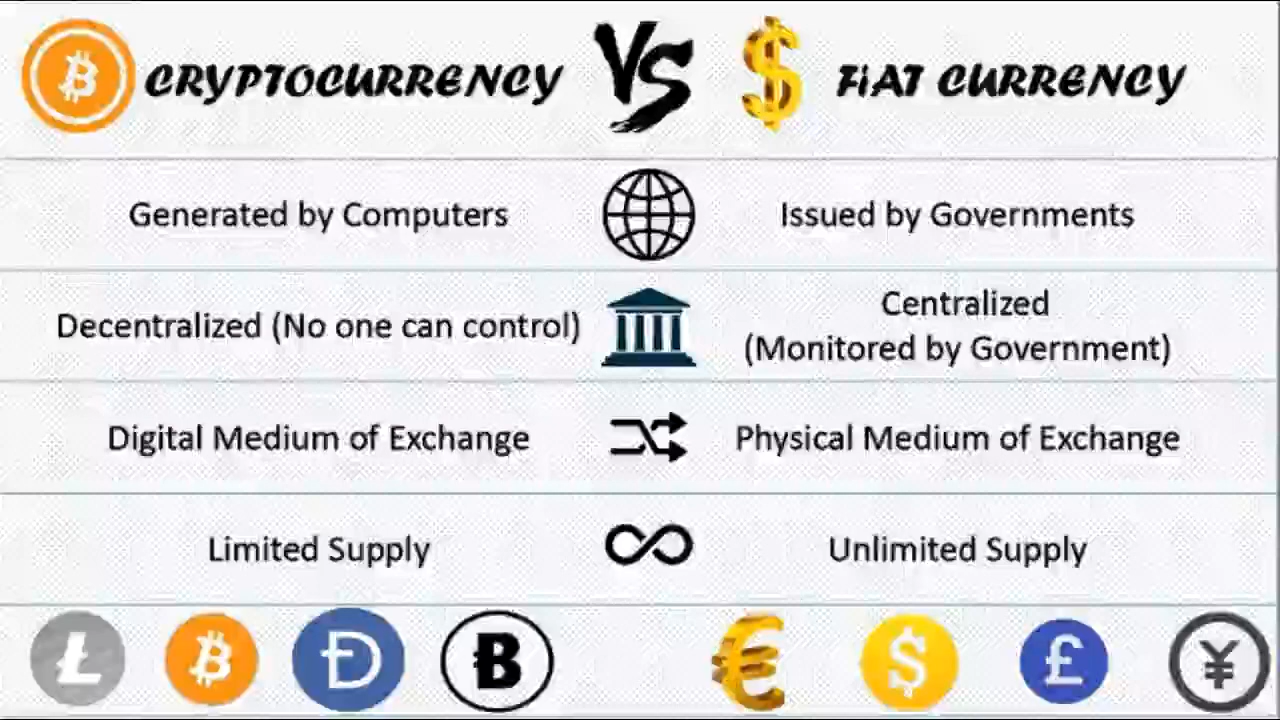 CRYPTOCURRENCY VS FiAT CURRENCY
Generated by Computers
Issued by Governments
Decentralized (No one can control)
Centralized
(Monitored by Government)
Digital Medium of Exchange
Physical Medium of Exchange
Limited Supply
Unlimited Supply